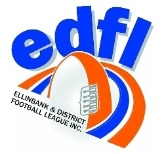 edfl
ELLINBANK & DISTRICT
FOOTBALL LEAGUE INC.